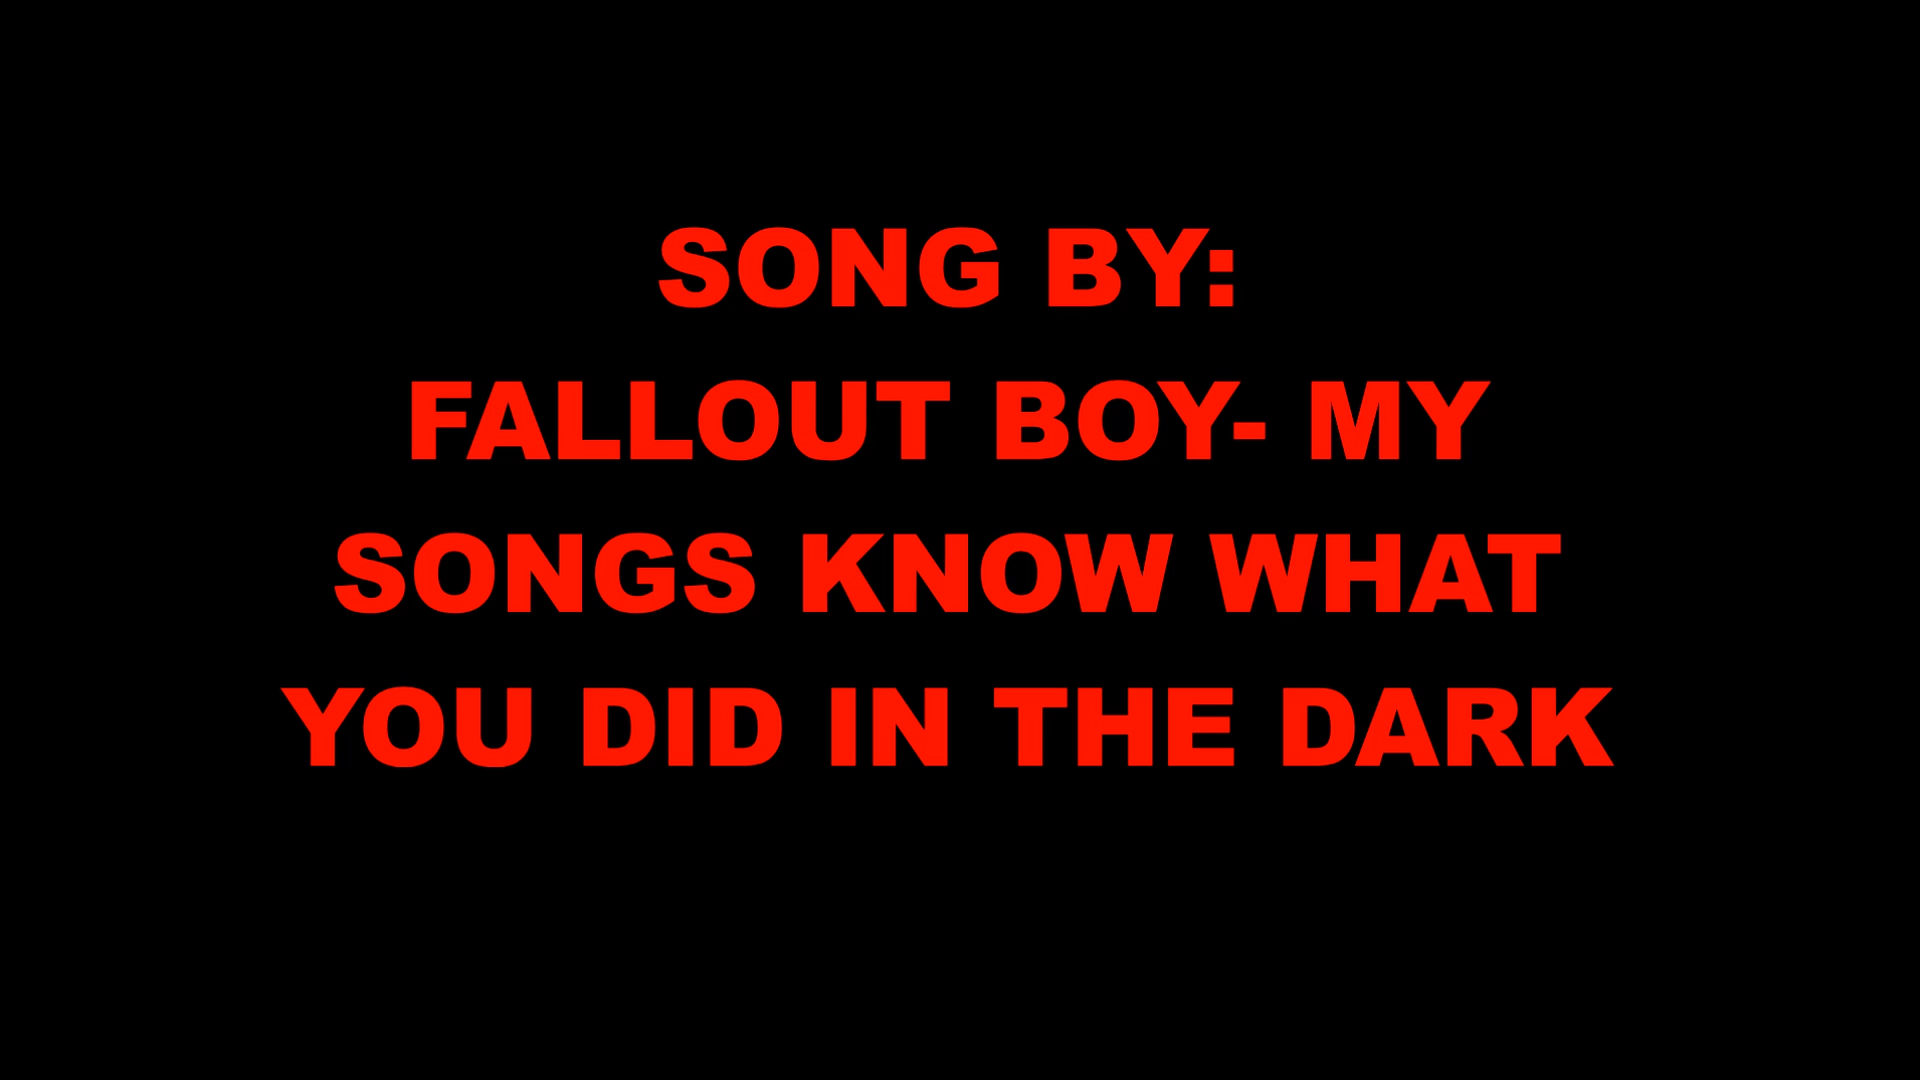 SONG BY:
FALLOUT BOY- MY
SONGS KNOW WHAT
YOU DID IN THE DARK